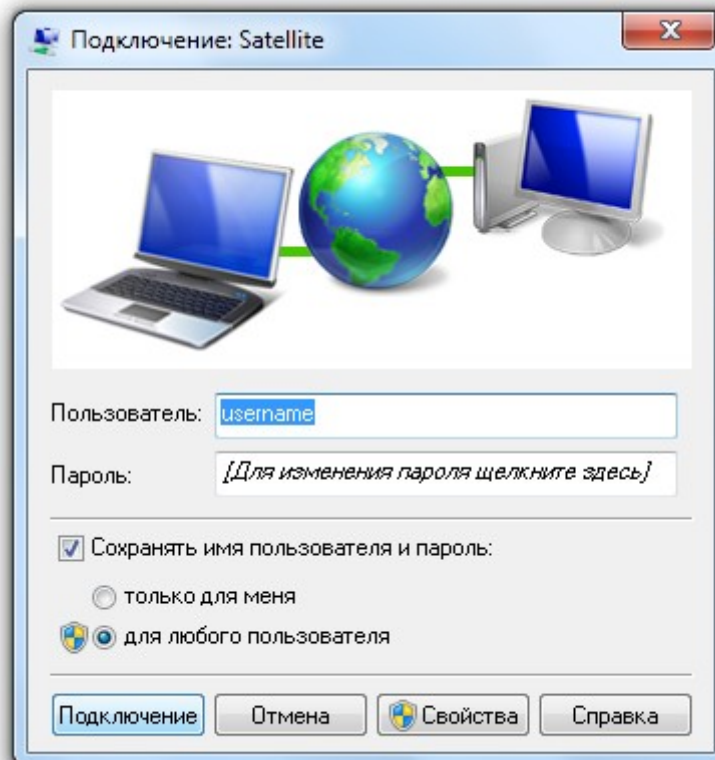 Подключение: Satellite
Пользователь: username
Пароль: [Для изменения пароля щелкните здесь]
Сохранять имя пользователя и пароль:
только для меня
для любого пользователя
Подключение Отмена Свойства Справка